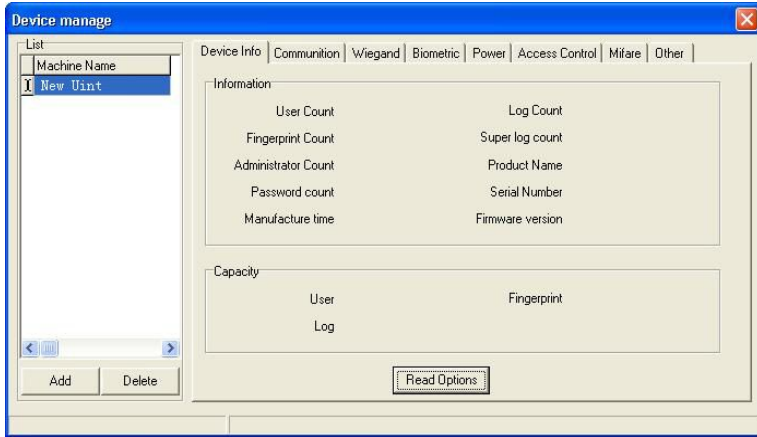 Device manage
List
Machine Name
New Uint
Add Delete
Device Info Communition Wiegand Biometric Power Access Control Mifare Other
Information
User Count Log Count
Fingerprint Count Super log count
Administrator Count Product Name
Password count Serial Number
Manufacture time Firmware version
Capacity
User Fingerprint
Log
Read Options